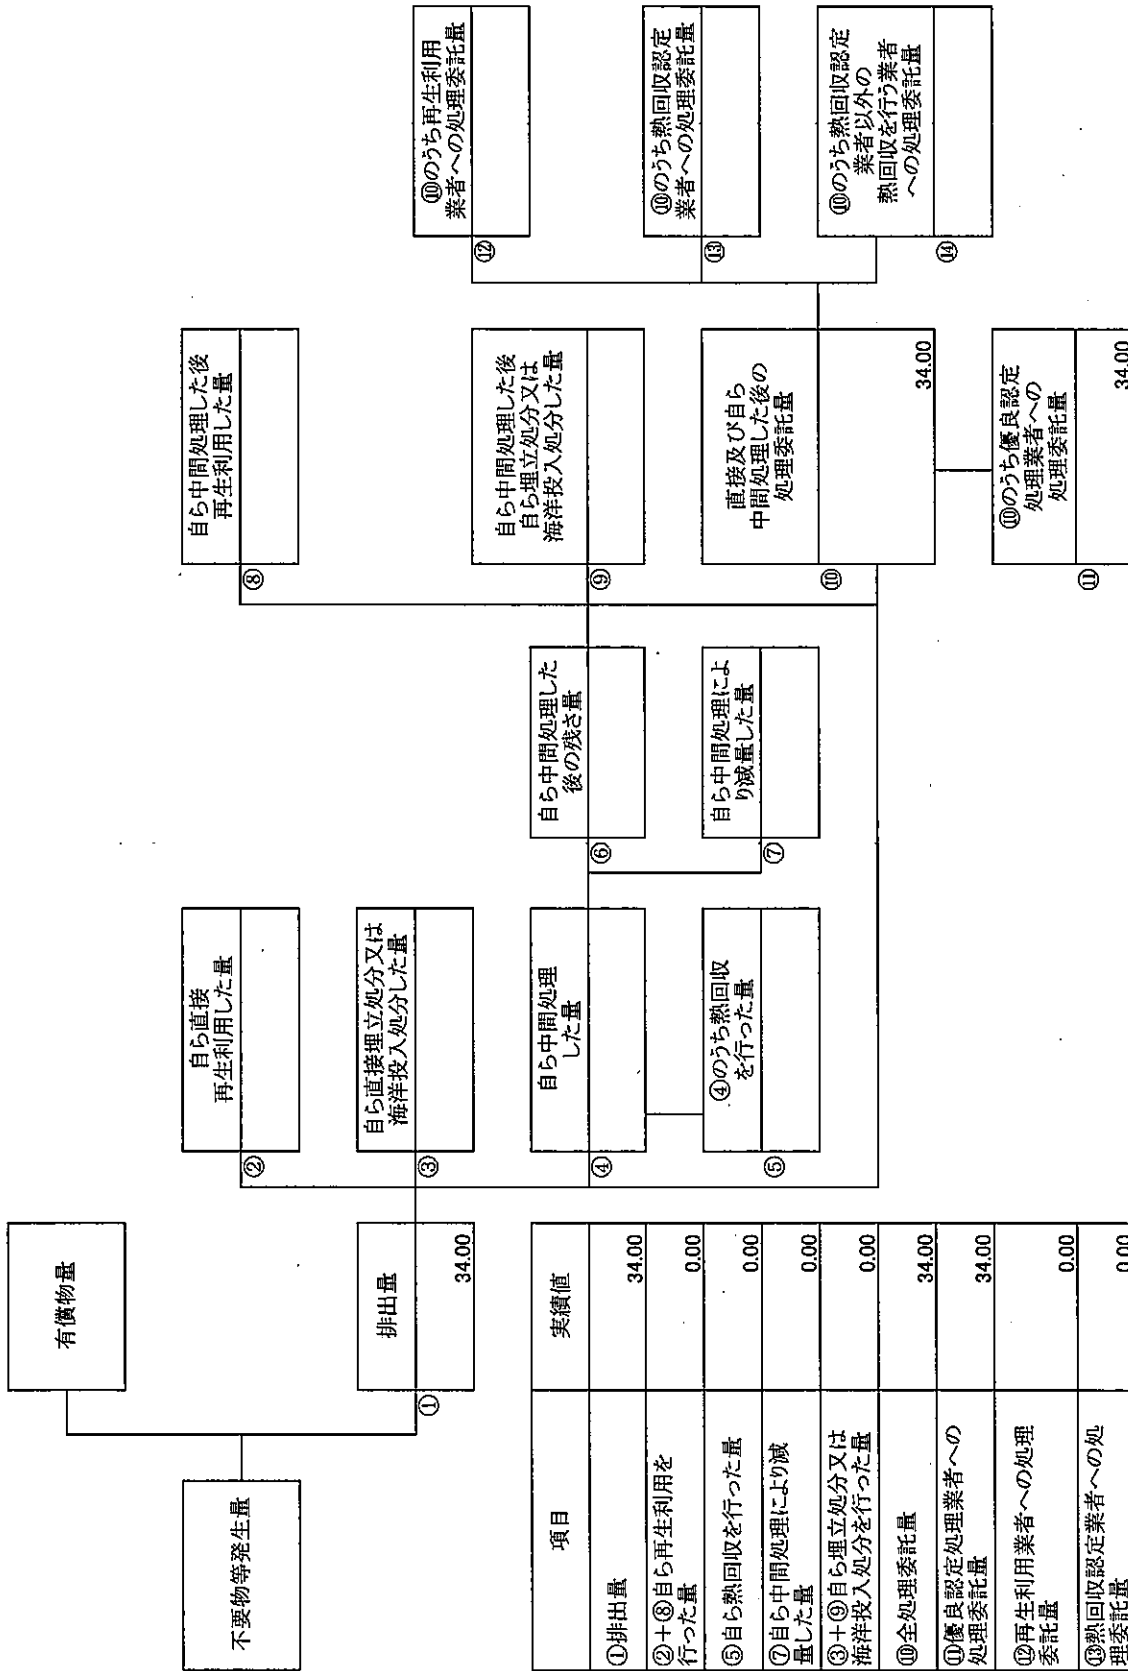 不要物等発生量
有償物量
排出量
①
34.00
自ら直接
再生利用した量
②
自ら直接埋立処分又は
海洋投入処分した量
③
自ら中間処理
した量
④
④のうち熱回収
を行った量
⑤
自ら中間処理した
後の残さ量
⑥
自ら中間処理によ
り減量した量
⑦
自ら中間処理した後
再生利用した量
⑧
自ら中間処理した後
自ら埋立処分又は
海洋投入処分した量
⑨
直接及び自ら
中間処理した後の
処理委託量
⑩
34.00
⑩のうち優良認定
処理業者への
処理委託量
⑪
34.00
⑩のうち再生利用
業者への処理委託量
⑫
⑩のうち熱回収認定
業者への処理委託量
⑬
⑩のうち熱回収認定
業者以外の
熱回収を行う業者
への処理委託量
⑭
項目 実績値
①排出量 34.00
②+⑧自ら再生利用を
行った量 0.00
⑤自ら熱回収を行った量 0.00
⑦自ら中間処理により減
量した量 0.00
③+⑨自ら埋立処分又は
海洋投入処分を行った量 0.00
⑩全処理委託量 34.00
⑪優良認定処理業者への
処理委託量 34.00
⑫再生利用業者への処理
委託量 0.00
⑬熱回収認定業者への処
理委託量 0.00